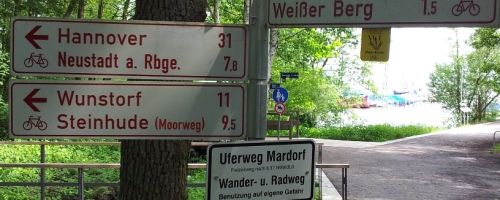 Weißer Berg 1,5
Hannover 31
Neustadt a. Rbge. 7,8
Wunstorf 11
Steinhude (Moorweg) 9,5
Uferweg Mardorf
Wander- u. Radweg
Benutzung auf eigene Gefahr